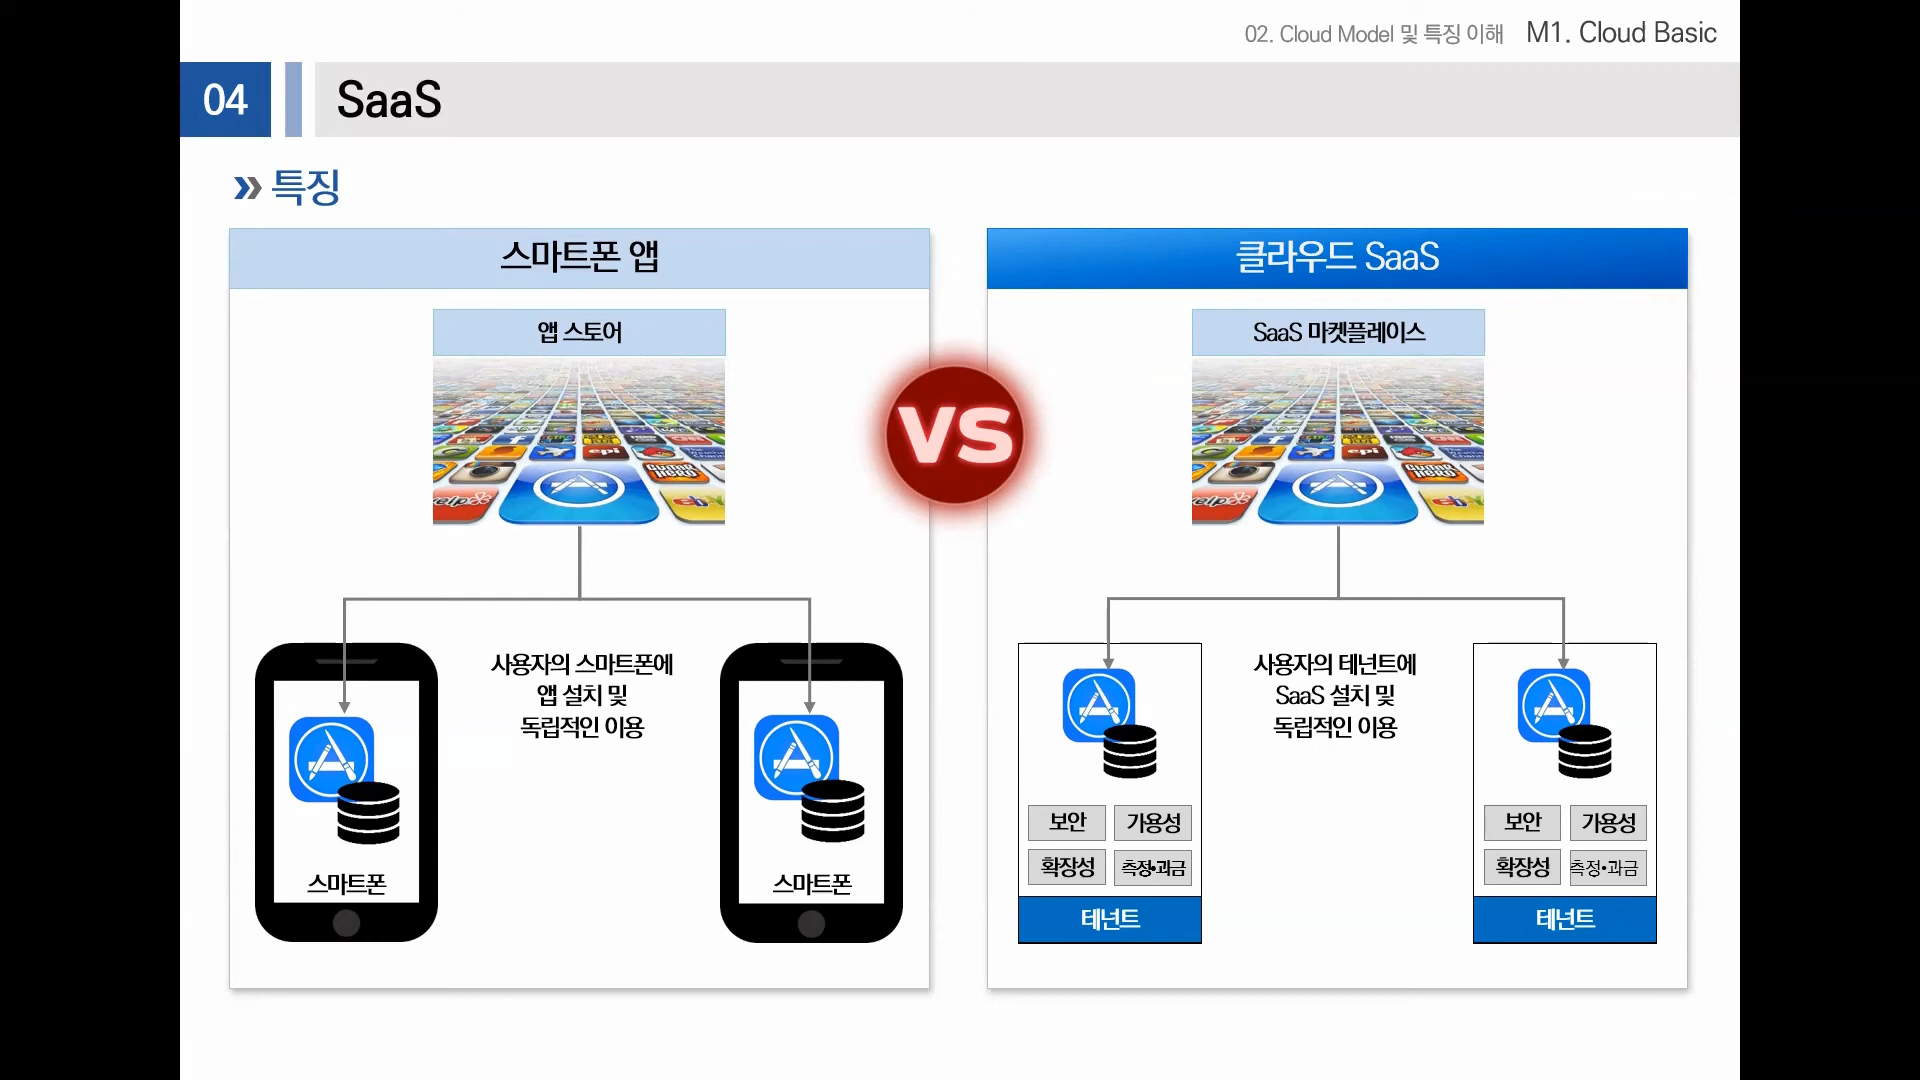 02. Cloud Model 및 특징 이해 M1. Cloud Basic
04 SaaS
특징
스마트폰 앱
앱 스토어
사용자의 스마트폰에
앱 설치 및
독립적인 이용
스마트폰
스마트폰
VS
클라우드 SaaS
SaaS 마켓플레이스
사용자의 테넌트에
SaaS 설치 및
독립적인 이용
보안 가용성
확장성 측정•과금
테넌트
보안 가용성
확장성 측정•과금
테넌트